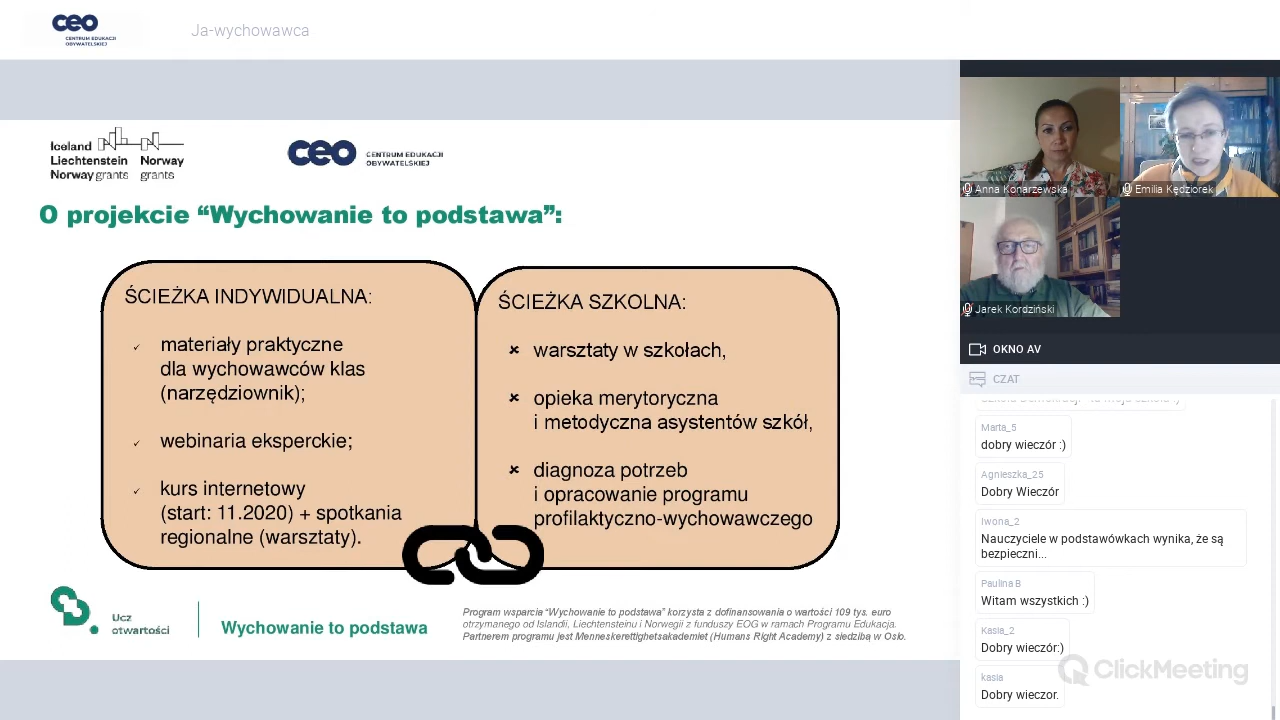 ceo
CENTRUM EDUKACJI
OBYWATELSKIEJ
Ja-wychowawca
Iceland
Liechtenstein Norway
Norway grants grants
ceo CENTRUM EDUKACJI
OBYWATELSKIEJ
O projekcie “Wychowanie to podstawa”:
ŚCIEŻKA INDYWIDUALNA:
materiały praktyczne
dla wychowawców klas
(narzędziownik);
webinaria eksperckie;
kurs internetowy
(start: 11.2020) + spotkania
regionalne (warsztaty).
ŚCIEŻKA SZKOLNA:
warsztaty w szkołach,
opieka merytoryczna
i metodyczna asystentów szkół,
diagnoza potrzeb
i opracowanie programu
profilaktyczno-wychowawczego
Ucz
otwartości
Wychowanie to podstawa
Program wsparcia “Wychowanie to podstawa” korzysta z dofinansowania o wartości 109 tys. euro
otrzymanego od Islandii, Liechtensteinu i Norwegii z funduszy EOG w ramach Programu Edukacja.
Partnerem programu jest Menneskerettighetsakademiet (Humans Right Academy) z siedzibą w Oslo.
Anna Konarzewska
Emilia Kędziorek
Jarek Kordziński
OKNO AV
CZAT
Marta_5
dobry wieczór :)
Agnieszka_25
Dobry Wieczór
Iwona_2
Nauczyciele w podstawówkach wynika, że są
bezpieczni...
Paulina B
Witam wszystkich :)
Kasia_2
Dobry wieczór:)
kasia
Dobry wieczor.
ClickMeeting